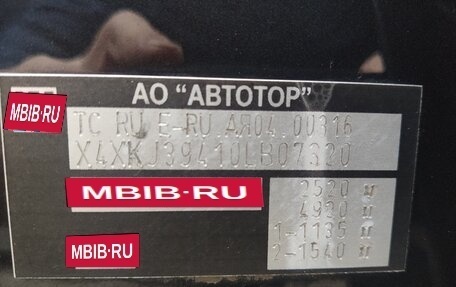 АО “АВТОТОР”
MBIB·RU
TC RU E-RU.АЯ04.00316
X4XKJ39410LB07320
MBIB·RU
2520 кг
4920 кг
1-1135 кг
MBIB·RU
2-1540 кг